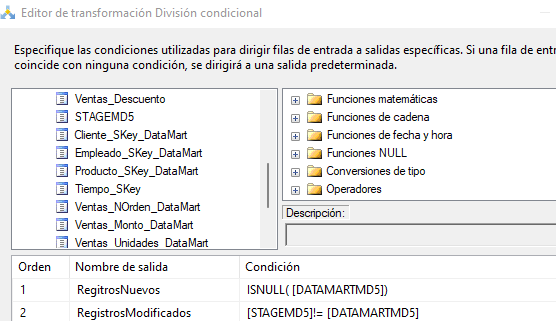 Editor de transformación División condicional
Especifique las condiciones utilizadas para dirigir filas de entrada a salidas específicas. Si una fila de entr
coincide con ninguna condición, se dirigirá a una salida predeterminada.
Ventas_Descuento
STAGEMD5
Cliente_SKey_DataMart
Empleado_SKey_DataMart
Producto_SKey_DataMart
Tiempo_SKey
Ventas_NOrden_DataMart
Ventas_Monto_DataMart
Ventas_Unidades_DataMart
Funciones matemáticas
Funciones de cadena
Funciones de fecha y hora
Funciones NULL
Conversiones de tipo
Operadores
Descripción:
Orden Nombre de salida Condición
1 RegitrosNuevos ISNULL( [DATAMARTMD5])
2 RegistrosModificados [STAGEMD5]!= [DATAMARTMD5]